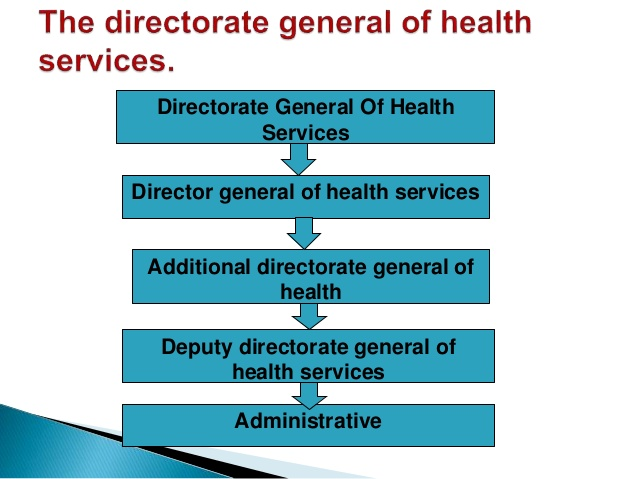 The directorate general of health
services.
Directorate General Of Health
Services
Director general of health services
Additional directorate general of
health
Deputy directorate general of
health services
Administrative